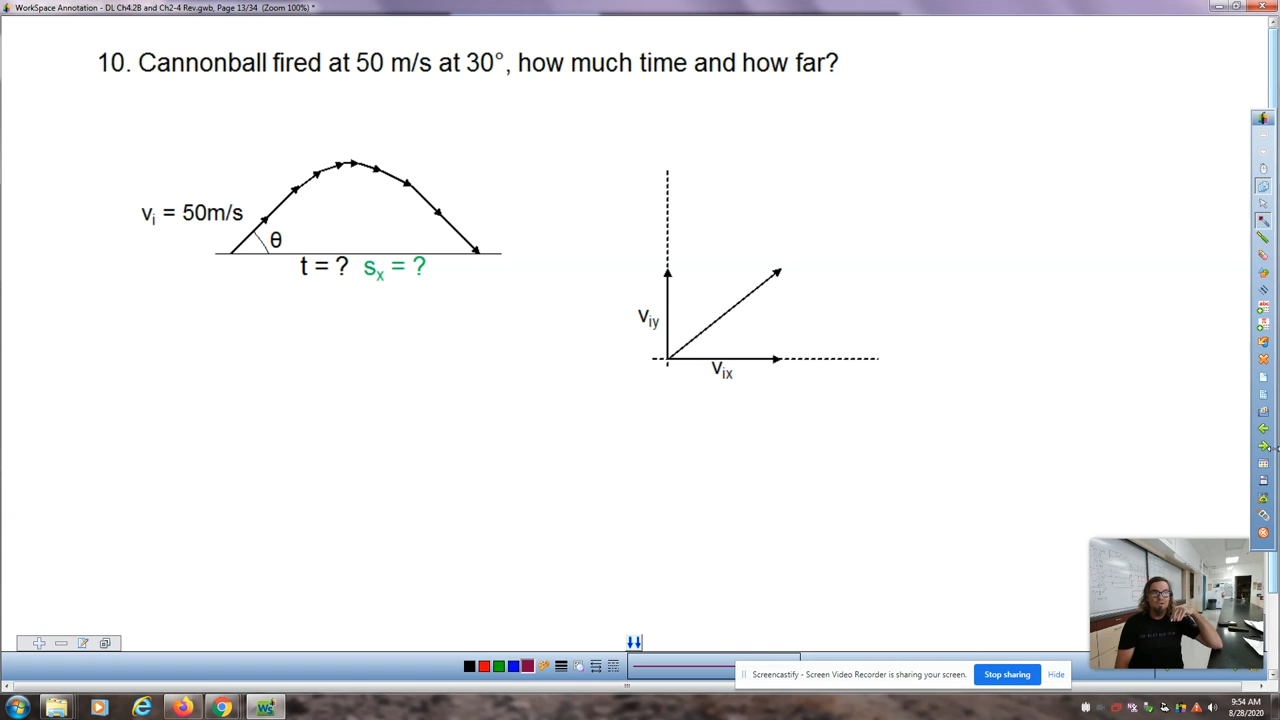 WorkSpace Annotation - DL Ch4.2B and Ch2-4 Rev.gwb, Page 13/34 (Zoom 100%) *
10. Cannonball fired at 50 m/s at 30°, how much time and how far?
vi = 50m/s
θ
t = ? sx = ?
viy
vix
Screencastify - Screen Video Recorder is sharing your screen.
Stop sharing
Hide
9:54 AM
8/28/2020